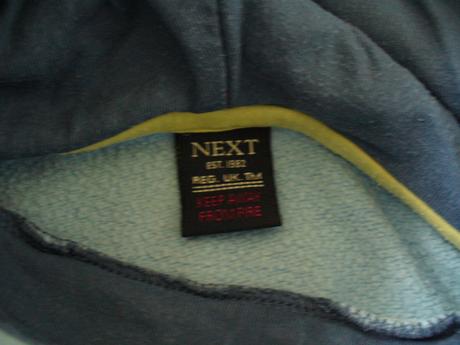 NEXT
EST. 1982
REG. UK. TM
KEEP AWAY
FROM FIRE